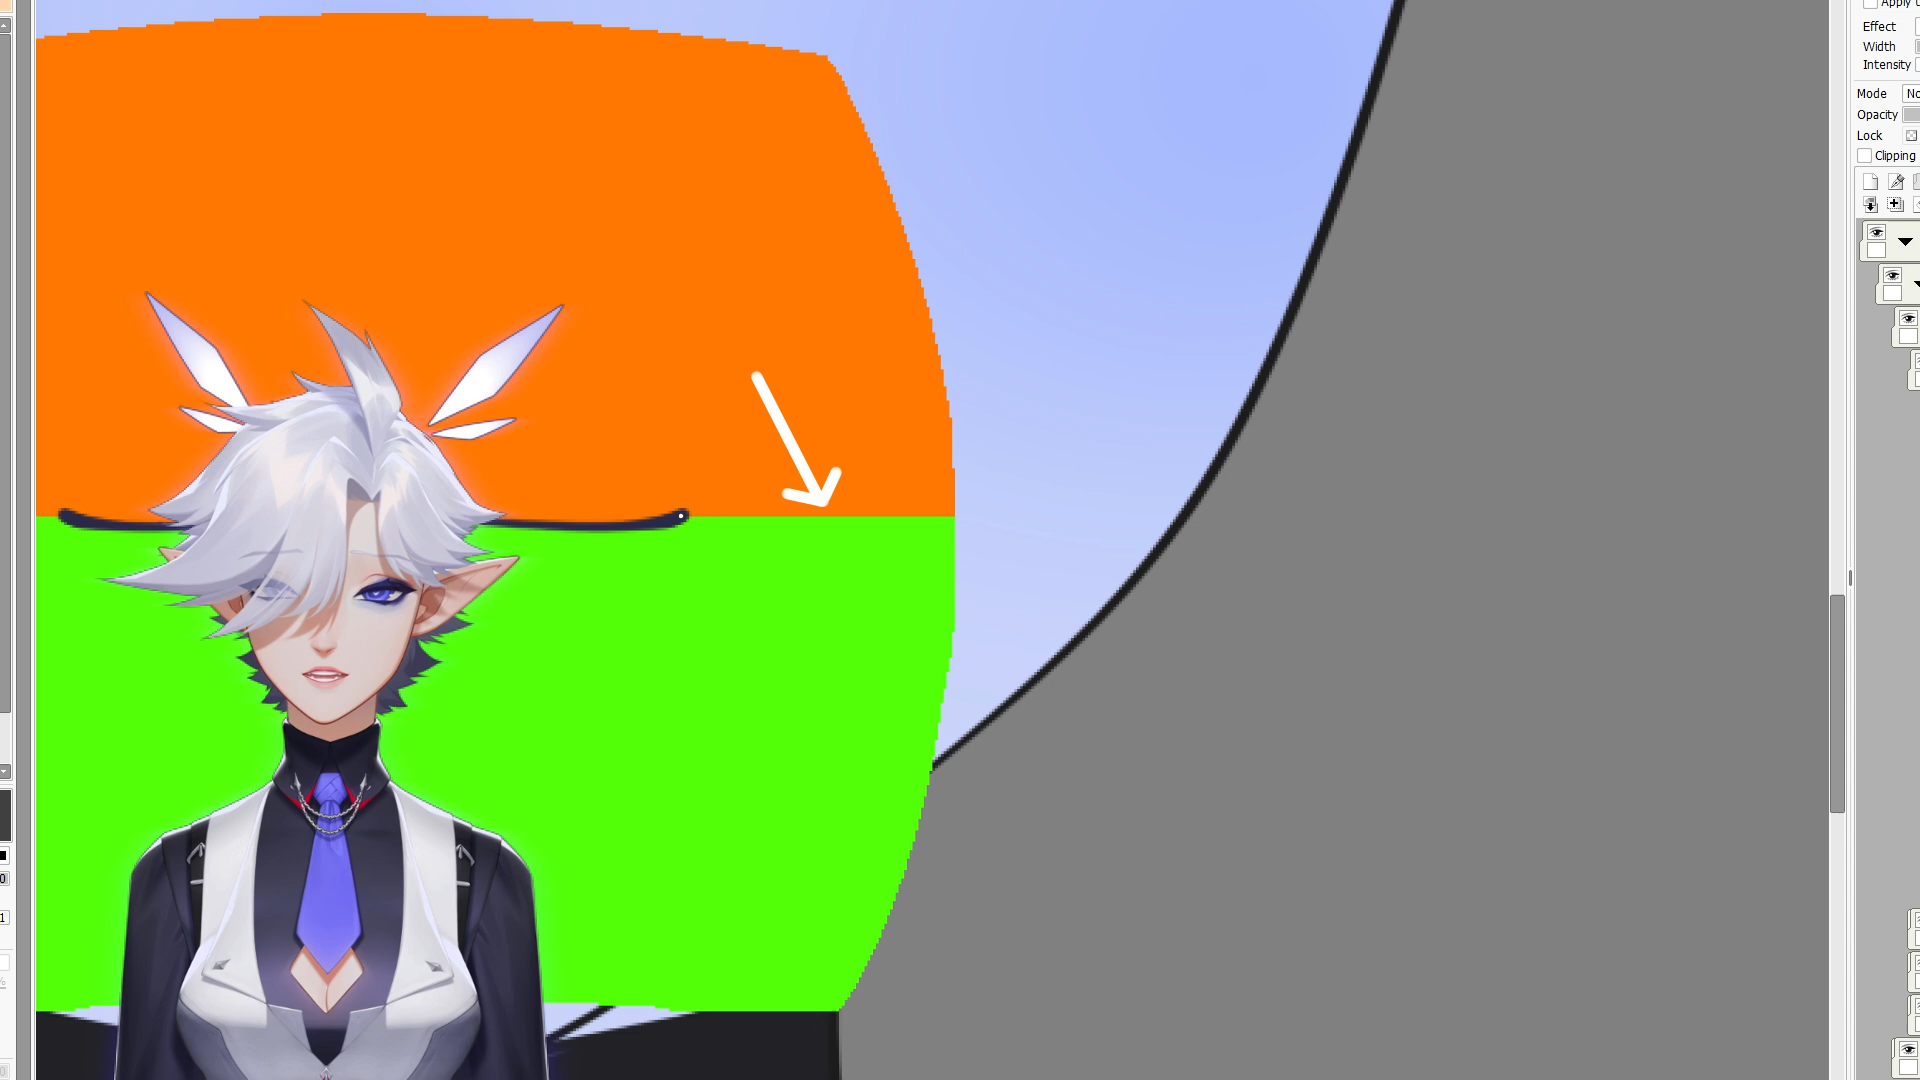 Effect
Width
Intensity
Mode
Opacity
Lock
Clipping